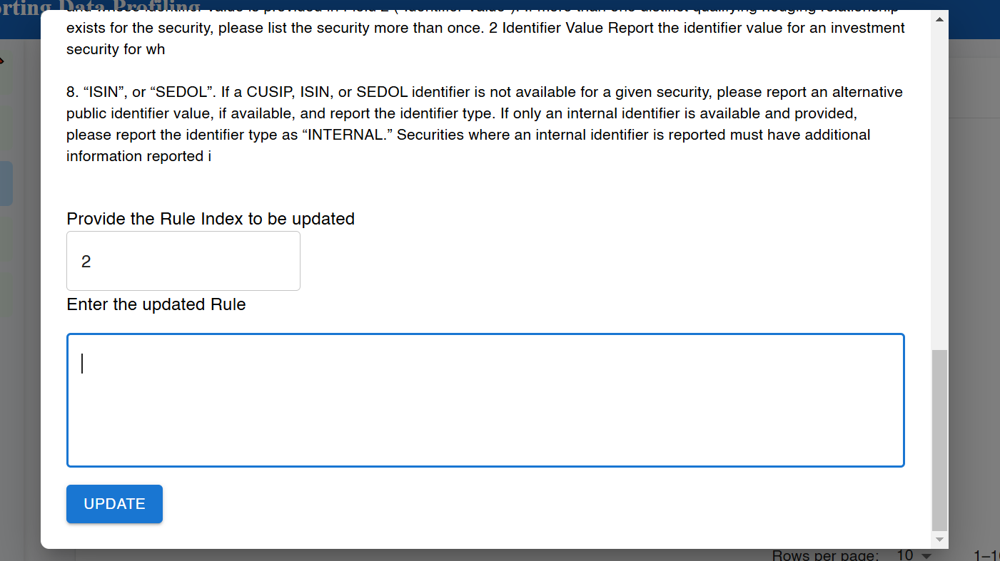 rting Data Profiling
and whose Identifier Value is provided in Field 2 ("Identifier Value"). If more than one distinct qualifying hedging relationship
exists for the security, please list the security more than once. 2 Identifier Value Report the identifier value for an investment
security for wh
8. “ISIN”, or “SEDOL”. If a CUSIP, ISIN, or SEDOL identifier is not available for a given security, please report an alternative
public identifier value, if available, and report the identifier type. If only an internal identifier is available and provided,
please report the identifier type as “INTERNAL.” Securities where an internal identifier is reported must have additional
information reported i
Provide the Rule Index to be updated
2
Enter the updated Rule
UPDATE
Rows per page: 10 1–1